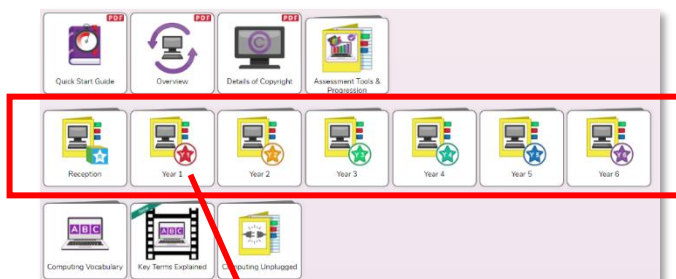 PDF PDF PDF
Quick Start Guide Overview Details of Copyright Assessment Tools &
Progression
Reception Year 1 Year 2 Year 3 Year 4 Year 5 Year 6
ABC ABC
Computing Vocabulary Key Terms Explained Computing Unplugged